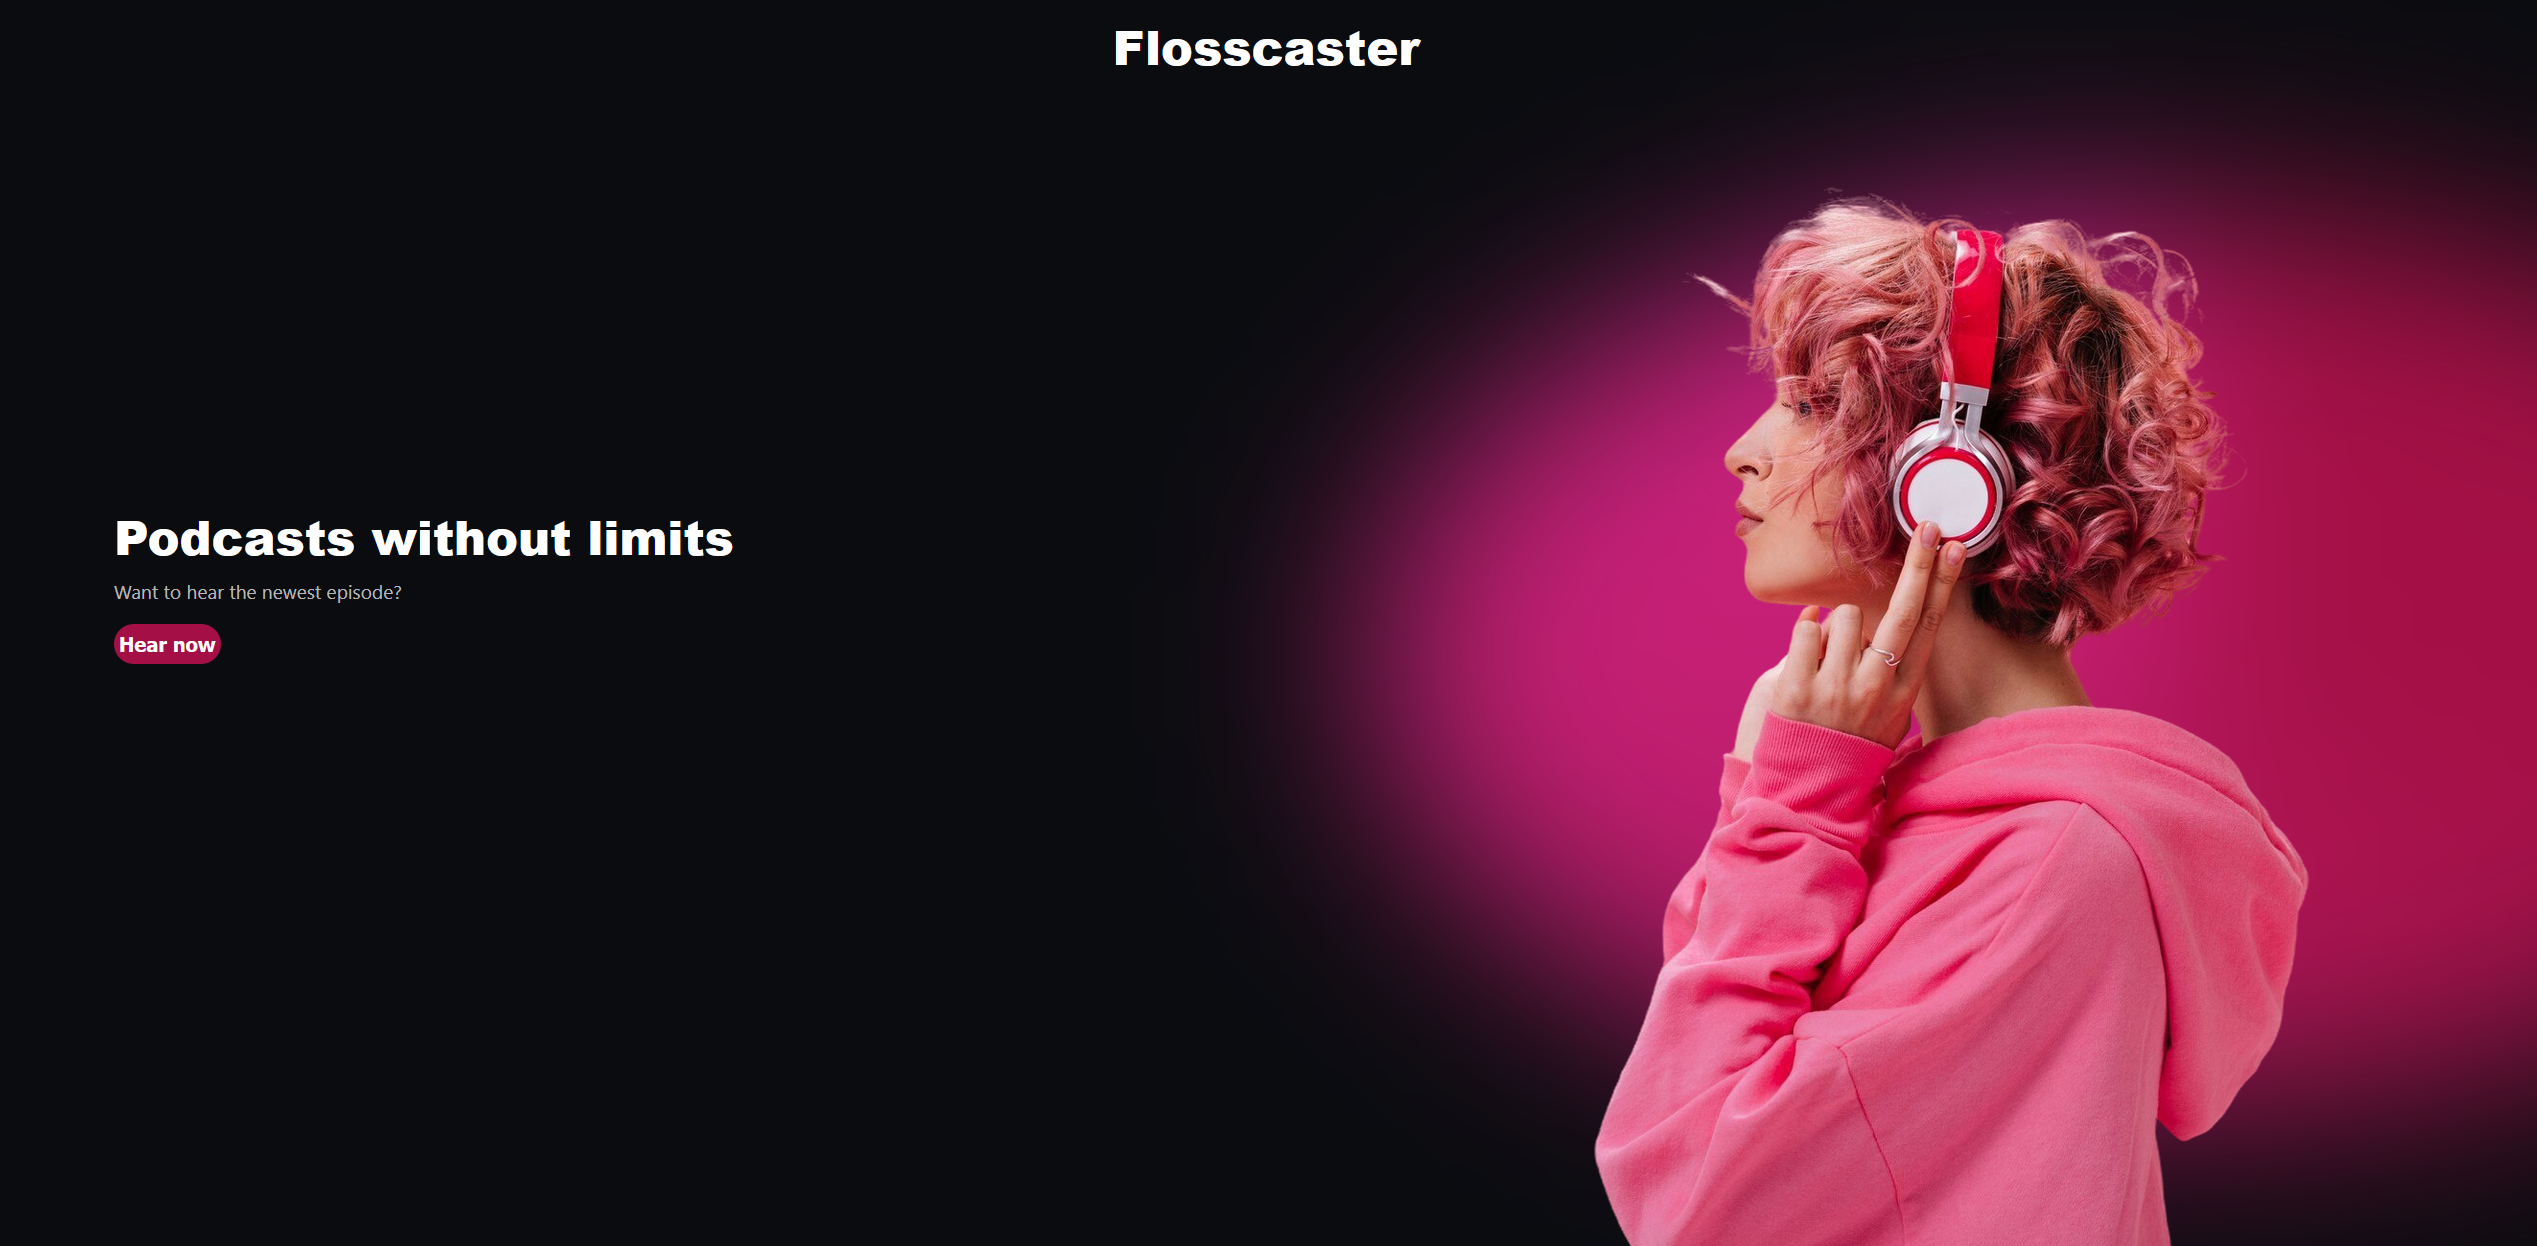 Flosscaster
Podcasts without limits
Want to hear the newest episode?
Hear now